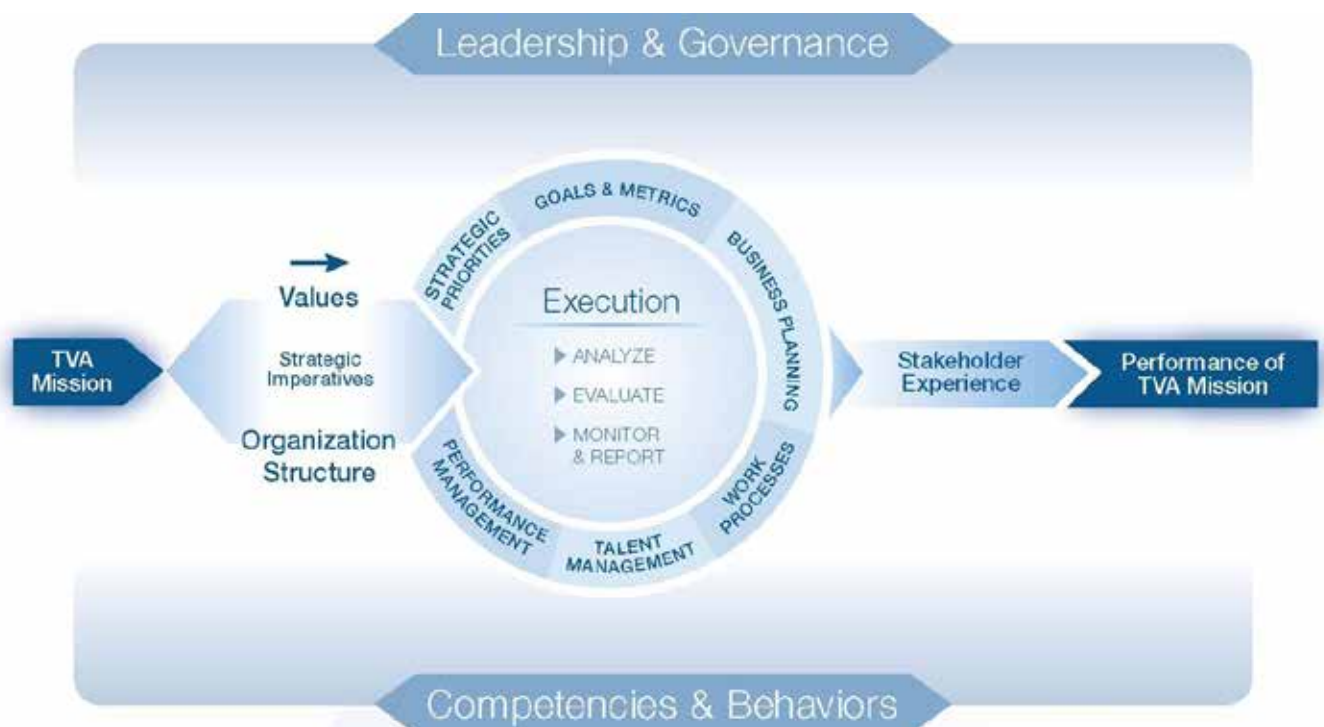 Leadership & Governance
STRATEGIC
PRIORITIES
GOALS & METRICS
BUSINESS PLANNING
WORK
PROCESSES
TALENT
MANAGEMENT
PERFORMANCE
MANAGEMENT
TVA
Mission
Values
Strategic
Imperatives
Organization
Structure
Execution
ANALYZE
EVALUATE
MONITOR
& REPORT
Stakeholder
Experience
Performance of
TVA Mission
Competencies & Behaviors